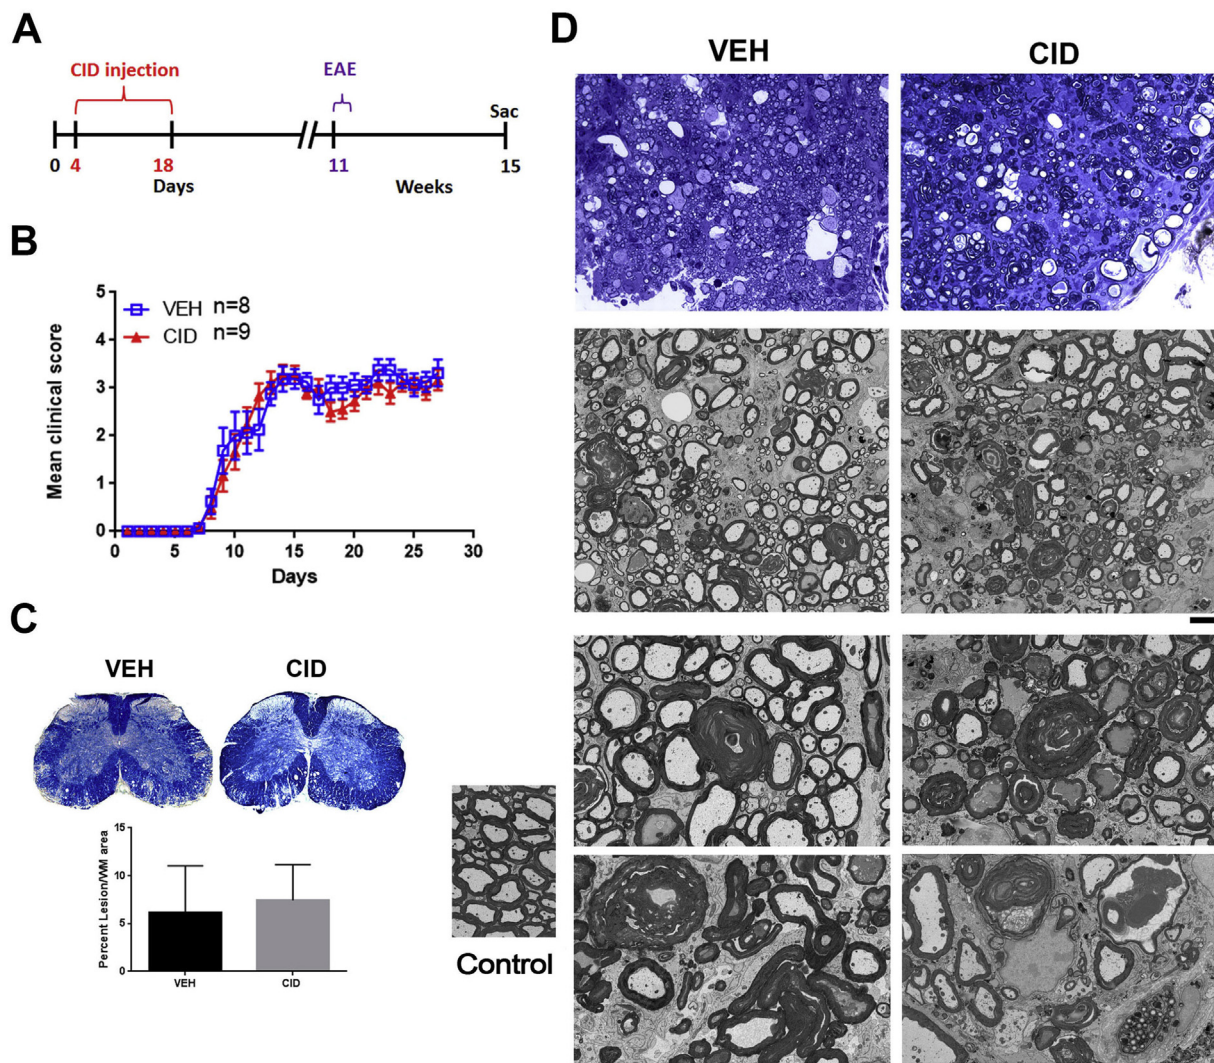 A
CID injection
EAE
Sac
0 4 18 11 15
Days Weeks
B
Mean clinical score
5
4
3
2
1
0
VEH n=8
CID n=9
0 5 10 15 20 25 30
Days
C
VEH CID
Percent Lesion/WM area
15
10
5
0
VEH CID
Control
D
VEH CID